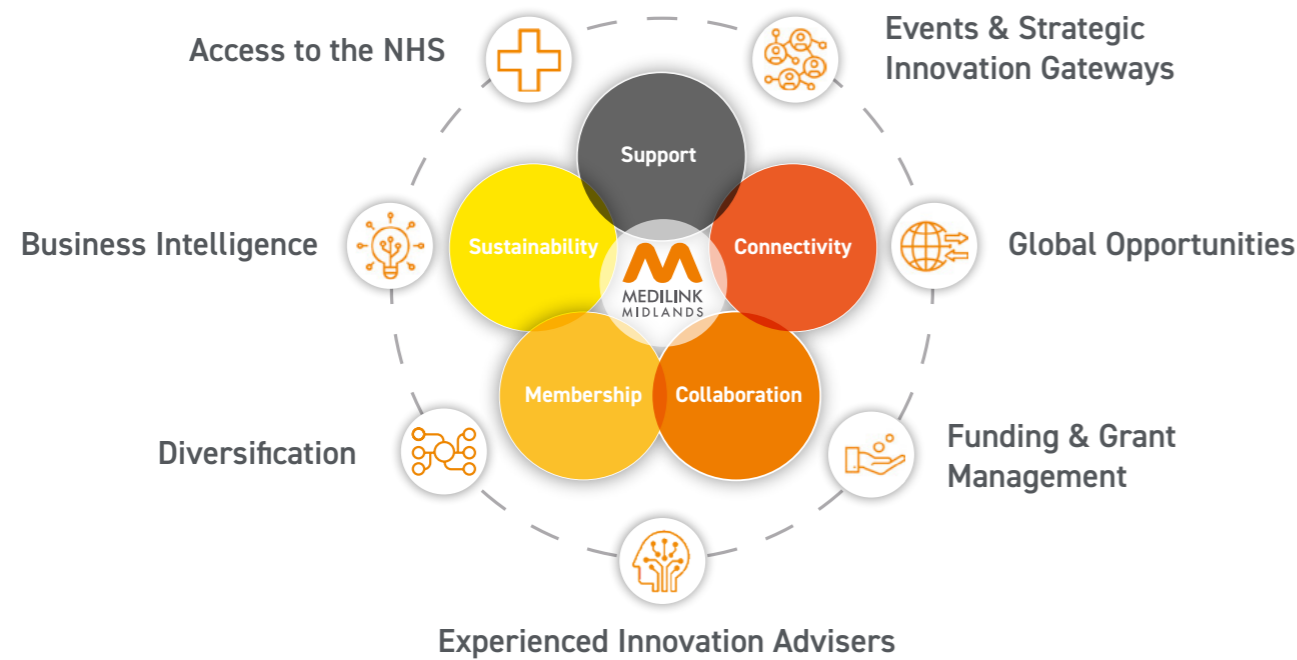 Access to the NHS
Events & Strategic
Innovation Gateways
Support
Business Intelligence
Sustainability
Connectivity
Global Opportunities
MEDILINK
MIDLANDS
Membership
Collaboration
Diversification
Funding & Grant
Management
Experienced Innovation Advisers